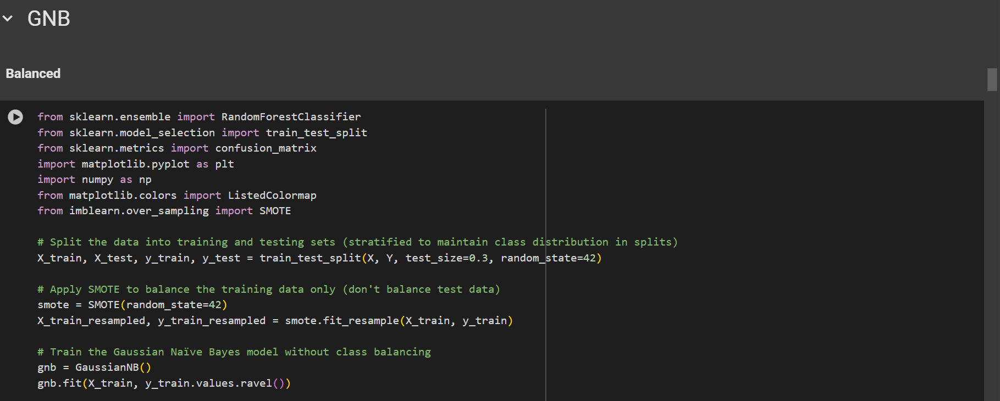 GNB
Balanced
from sklearn.ensemble import RandomForestClassifier
from sklearn.model_selection import train_test_split
from sklearn.metrics import confusion_matrix
import matplotlib.pyplot as plt
import numpy as np
from matplotlib.colors import ListedColormap
from imblearn.over_sampling import SMOTE
# Split the data into training and testing sets (stratified to maintain class distribution in splits)
X_train, X_test, y_train, y_test = train_test_split(X, Y, test_size=0.3, random_state=42)
# Apply SMOTE to balance the training data only (don't balance test data)
smote = SMOTE(random_state=42)
X_train_resampled, y_train_resampled = smote.fit_resample(X_train, y_train)
# Train the Gaussian Naïve Bayes model without class balancing
gnb = GaussianNB()
gnb.fit(X_train, y_train.values.ravel())